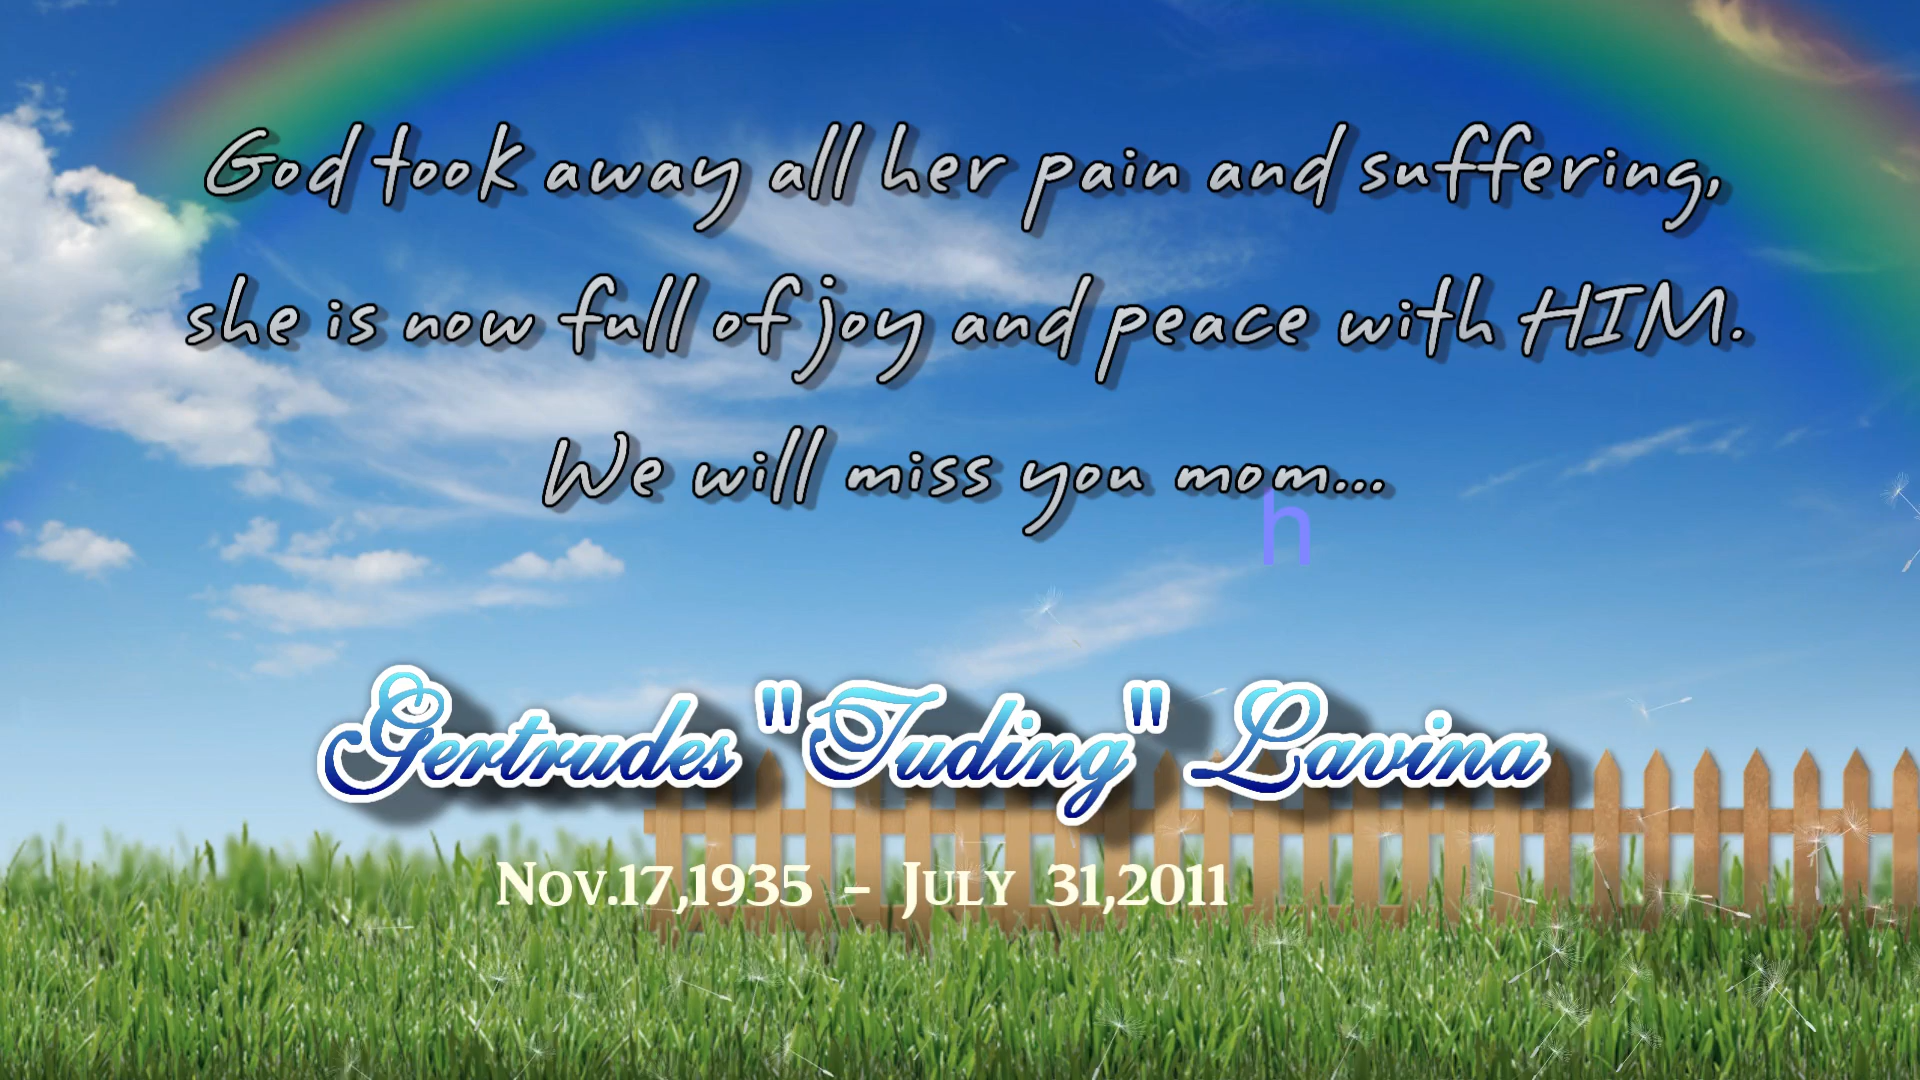 God took away all her pain and suffering,
she is now full of joy and peace with HIM.
We will miss you mom...
h
Gertrudes "Tuding" Lavina
Nov.17,1935 - July 31,2011